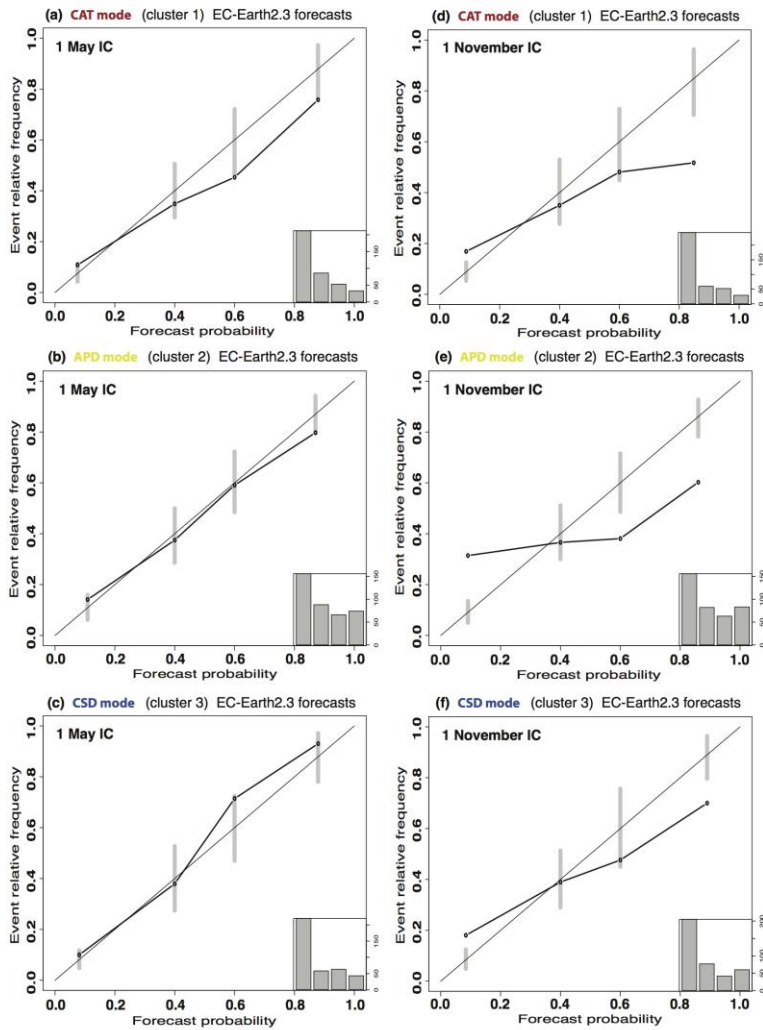 (a) CAT mode (cluster 1) EC-Earth2.3 forecasts
1 May IC
Event relative frequency
0.0 0.2 0.4 0.6 0.8 1.0
0 50 150
0.0 0.2 0.4 0.6 0.8 1.0
Forecast probability
(d) CAT mode (cluster 1) EC-Earth2.3 forecasts
1 November IC
Event relative frequency
0.0 0.2 0.4 0.6 0.8 1.0
0 50 150
0.0 0.2 0.4 0.6 0.8 1.0
Forecast probability
(b) APD mode (cluster 2) EC-Earth2.3 forecasts
1 May IC
Event relative frequency
0.0 0.2 0.4 0.6 0.8 1.0
0 50 100 150
0.0 0.2 0.4 0.6 0.8 1.0
Forecast probability
(e) APD mode (cluster 2) EC-Earth2.3 forecasts
1 November IC
Event relative frequency
0.0 0.2 0.4 0.6 0.8 1.0
0 50 100 150
0.0 0.2 0.4 0.6 0.8 1.0
Forecast probability
(c) CSD mode (cluster 3) EC-Earth2.3 forecasts
1 May IC
Event relative frequency
0.0 0.2 0.4 0.6 0.8 1.0
0 50 150
0.0 0.2 0.4 0.6 0.8 1.0
Forecast probability
(f) CSD mode (cluster 3) EC-Earth2.3 forecasts
1 November IC
Event relative frequency
0.0 0.2 0.4 0.6 0.8 1.0
0 50 100 200
0.0 0.2 0.4 0.6 0.8 1.0
Forecast probability